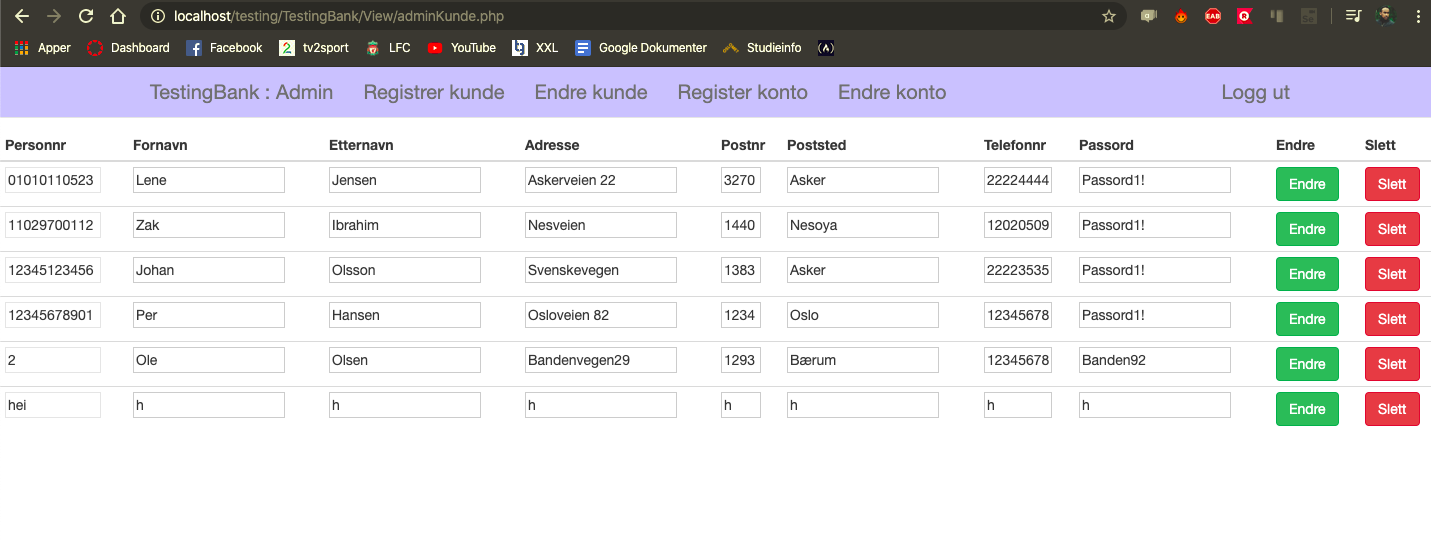 localhost/testing/TestingBank/View/adminKunde.php
EAB
Apper Dashboard Facebook 2 tv2sport LFC YouTube XXL Google Dokumenter Studieinfo (A)
TestingBank : Admin Registrer kunde Endre kunde Register konto Endre konto Logg ut
Personnr Fornavn Etternavn Adresse Postnr Poststed Telefonnr Passord Endre Slett
01010110523 Lene Jensen Askerveien 22 3270 Asker 22224444 Passord1! Endre Slett
11029700112 Zak Ibrahim Nesveien 1440 Nesoya 12020509 Passord1! Endre Slett
12345123456 Johan Olsson Svenskevegen 1383 Asker 22223535 Passord1! Endre Slett
12345678901 Per Hansen Osloveien 82 1234 Oslo 12345678 Passord1! Endre Slett
2 Ole Olsen Bandenvegen29 1293 Bærum 12345678 Banden92 Endre Slett
hei h h h h h h h Endre Slett